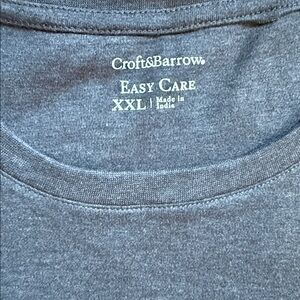 Croft&Barrow®
EASY CARE
XXL | Made in
India